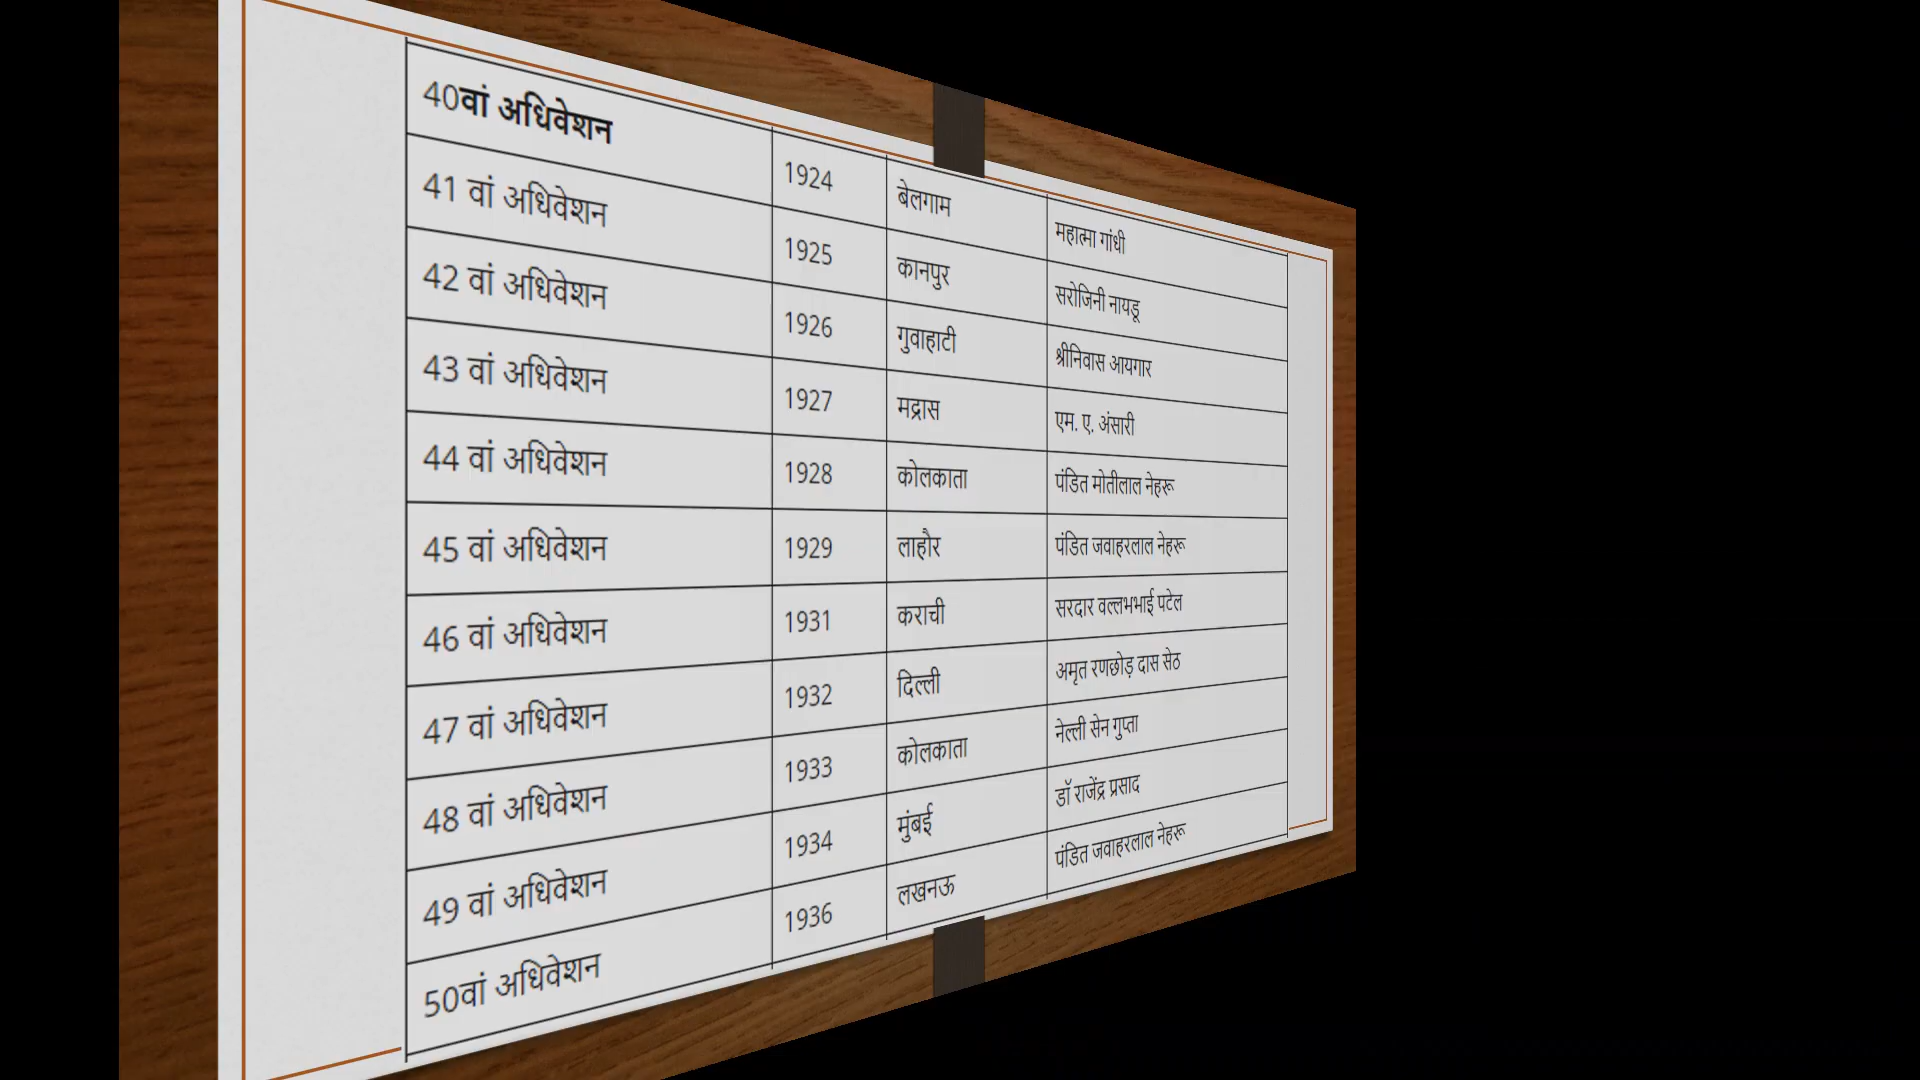 40वां अधिवेशन 1924 बेलगाम महात्मा गांधी
41 वां अधिवेशन 1925 कानपुर सरोजिनी नायडू
42 वां अधिवेशन 1926 गुवाहाटी श्रीनिवास आयगार
43 वां अधिवेशन 1927 मद्रास एम. ए. अंसारी
44 वां अधिवेशन 1928 कोलकाता पंडित मोतीलाल नेहरू
45 वां अधिवेशन 1929 लाहौर पंडित जवाहरलाल नेहरू
46 वां अधिवेशन 1931 कराची सरदार वल्लभभाई पटेल
47 वां अधिवेशन 1932 दिल्ली अमृत रणछोड़ दास सेठ
48 वां अधिवेशन 1933 कोलकाता नेल्ली सेन गुप्ता
49 वां अधिवेशन 1934 मुंबई डॉ राजेंद्र प्रसाद
50वां अधिवेशन 1936 लखनऊ पंडित जवाहरलाल नेहरू